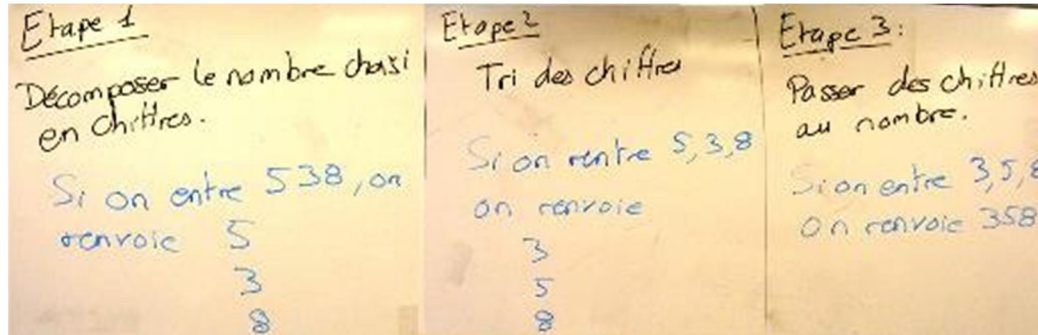 Etape 1
Décomposer le nombre choisi
en chiffres.
Si on entre 538, on
renvoie 5
3
8
Etape 2
Tri des chiffres
Si on rentre 5, 3, 8
on renvoie
3
5
8
Etape 3:
Passer des chiffres
au nombre.
Si on entre 3, 5, 8
on renvoie 358